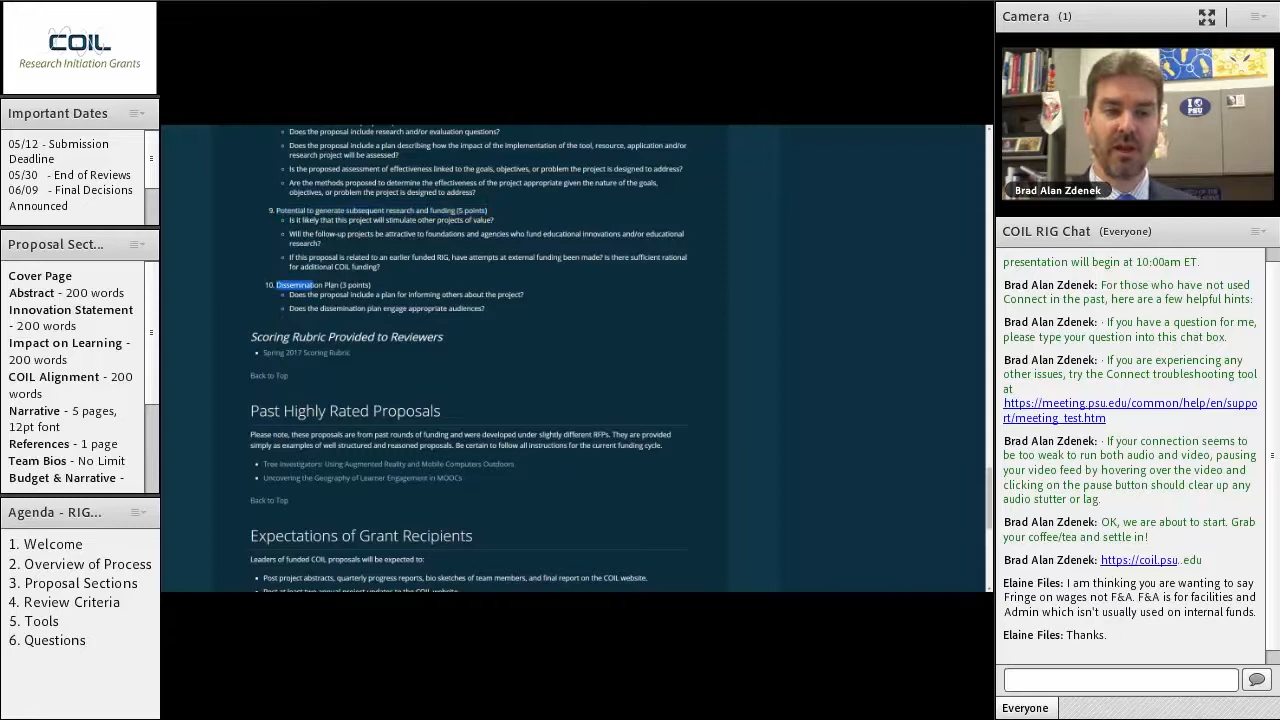 COIL
Research Initiation Grants
Important Dates
05/12 - Submission
Deadline
05/30 - End of Reviews
06/09 - Final Decisions
Announced
Proposal Sect...
Cover Page
Abstract - 200 words
Innovation Statement
- 200 words
Impact on Learning -
200 words
COIL Alignment - 200
words
Narrative - 5 pages,
12pt font
References - 1 page
Team Bios - No Limit
Budget & Narrative -
Agenda - RIG...
1. Welcome
2. Overview of Process
3. Proposal Sections
4. Review Criteria
5. Tools
6. Questions
Does the proposal include research and/or evaluation questions?
Does the proposal include a plan describing how the impact of the implementation of the tool, resource, application and/or
research project will be assessed?
Is the proposed assessment of effectiveness linked to the goals, objectives, or problem the project is designed to address?
Are the methods proposed to determine the effectiveness of the project appropriate given the nature of the goals,
objectives, or problem the project is designed to address?
9. Potential to generate subsequent research and funding (5 points)
Is it likely that this project will stimulate other projects of value?
Will the follow-up projects be attractive to foundations and agencies who fund educational innovations and/or educational
research?
If this proposal is related to an earlier funded RIG, have attempts at external funding been made? Is there sufficient rational
for additional COIL funding?
10. Dissemination Plan (3 points)
Does the proposal include a plan for informing others about the project?
Does the dissemination plan engage appropriate audiences?
Scoring Rubric Provided to Reviewers
Spring 2017 Scoring Rubric
Back to Top
Past Highly Rated Proposals
Please note, these proposals are from past rounds of funding and were developed under slightly different RFPs. They are provided
simply as examples of well structured and reasoned proposals. Be certain to follow all instructions for the current funding cycle.
Tree Investigators: Using Augmented Reality and Mobile Computers Outdoors
Uncovering the Geography of Learner Engagement in MOOCs
Back to Top
Expectations of Grant Recipients
Leaders of funded COIL proposals will be expected to:
Post project abstracts, quarterly progress reports, bio sketches of team members, and final report on the COIL website.
Post at least two annual project updates to the COIL website.
Camera (1)
I PSU
Brad Alan Zdenek
COIL RIG Chat (Everyone)
presentation will begin at 10:00am ET.
Brad Alan Zdenek: · For those who have not used
Connect in the past, here are a few helpful hints:
Brad Alan Zdenek: · If you have a question for me,
please type your question into this chat box.
Brad Alan Zdenek: · If you are experiencing any
other issues, try the Connect troubleshooting tool
at
https://meeting.psu.edu/common/help/en/suppo
rt/meeting_test.htm
Brad Alan Zdenek: · If your connection seems to
be too weak to run both audio and video, pausing
your video feed by hovering over the video and
clicking on the pause button should clear up any
audio stutter or lag.
Brad Alan Zdenek: OK, we are about to start. Grab
your coffee/tea and settle in!
Brad Alan Zdenek: https://coil.psu..edu
Elaine Files: I am thinking you are wanting to say
Fringe on wages not F&A. F&A is for facilities and
Admin which isn't usually used on internal funds.
Elaine Files: Thanks.
Everyone